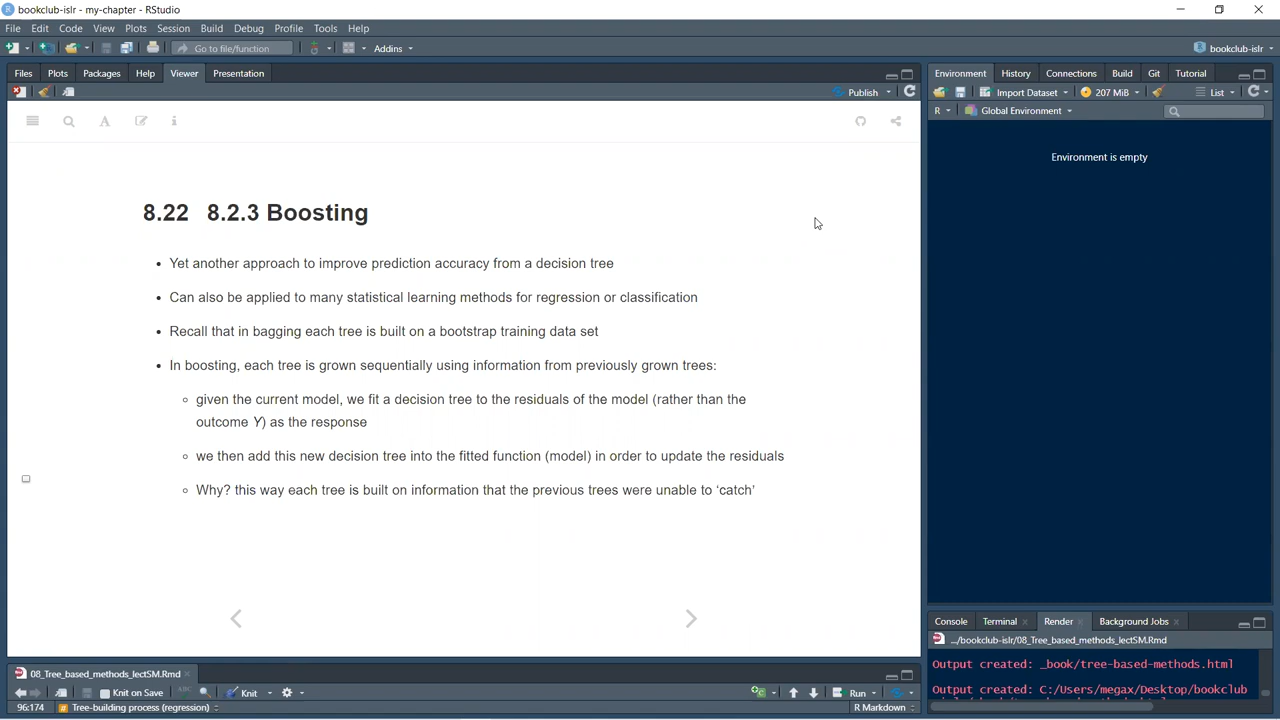 bookclub-islr - my-chapter - RStudio
File Edit Code View Plots Session Build Debug Profile Tools Help
Go to file/function Addins bookclub-islr
Files Plots Packages Help Viewer Presentation
Publish
8.22 8.2.3 Boosting
• Yet another approach to improve prediction accuracy from a decision tree
• Can also be applied to many statistical learning methods for regression or classification
• Recall that in bagging each tree is built on a bootstrap training data set
• In boosting, each tree is grown sequentially using information from previously grown trees:
◦ given the current model, we fit a decision tree to the residuals of the model (rather than the
outcome Y) as the response
◦ we then add this new decision tree into the fitted function (model) in order to update the residuals
◦ Why? this way each tree is built on information that the previous trees were unable to ‘catch’
08_Tree_based_methods_lectSM.Rmd
Knit on Save ABC Knit Run
96:174 # Tree-building process (regression) R Markdown
Environment History Connections Build Git Tutorial
Import Dataset 207 MiB List
R Global Environment
Environment is empty
Console Terminal Render Background Jobs
.../bookclub-islr/08_Tree_based_methods_lectSM.Rmd
Output created: _book/tree-based-methods.html
Output created: C:/Users/megax/Desktop/bookclub